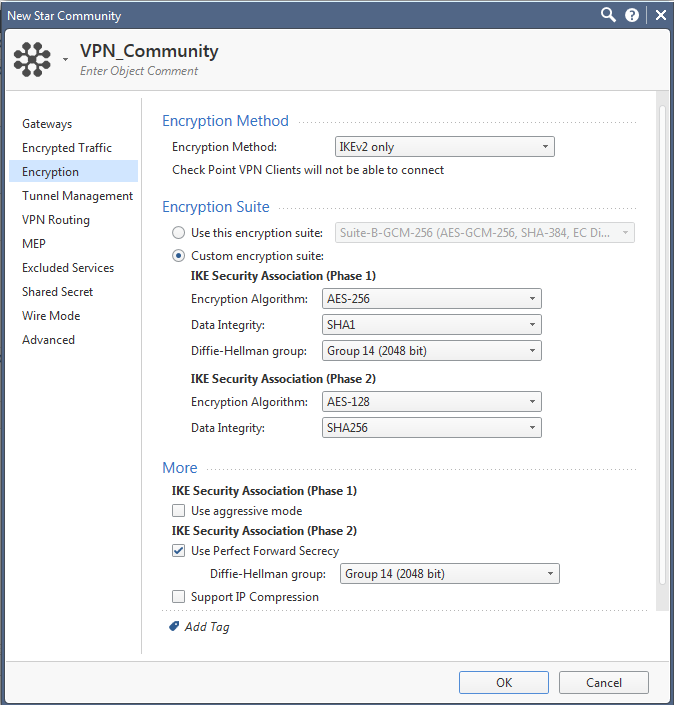 New Star Community
VPN_Community
Enter Object Comment
Gateways
Encrypted Traffic
Encryption
Tunnel Management
VPN Routing
MEP
Excluded Services
Shared Secret
Wire Mode
Advanced
Encryption Method
Encryption Method: IKEv2 only
Check Point VPN Clients will not be able to connect
Encryption Suite
Use this encryption suite: Suite-B-GCM-256 (AES-GCM-256, SHA-384, EC Di...
Custom encryption suite:
IKE Security Association (Phase 1)
Encryption Algorithm: AES-256
Data Integrity: SHA1
Diffie-Hellman group: Group 14 (2048 bit)
IKE Security Association (Phase 2)
Encryption Algorithm: AES-128
Data Integrity: SHA256
More
IKE Security Association (Phase 1)
Use aggressive mode
IKE Security Association (Phase 2)
Use Perfect Forward Secrecy
Diffie-Hellman group: Group 14 (2048 bit)
Support IP Compression
Add Tag
OK Cancel